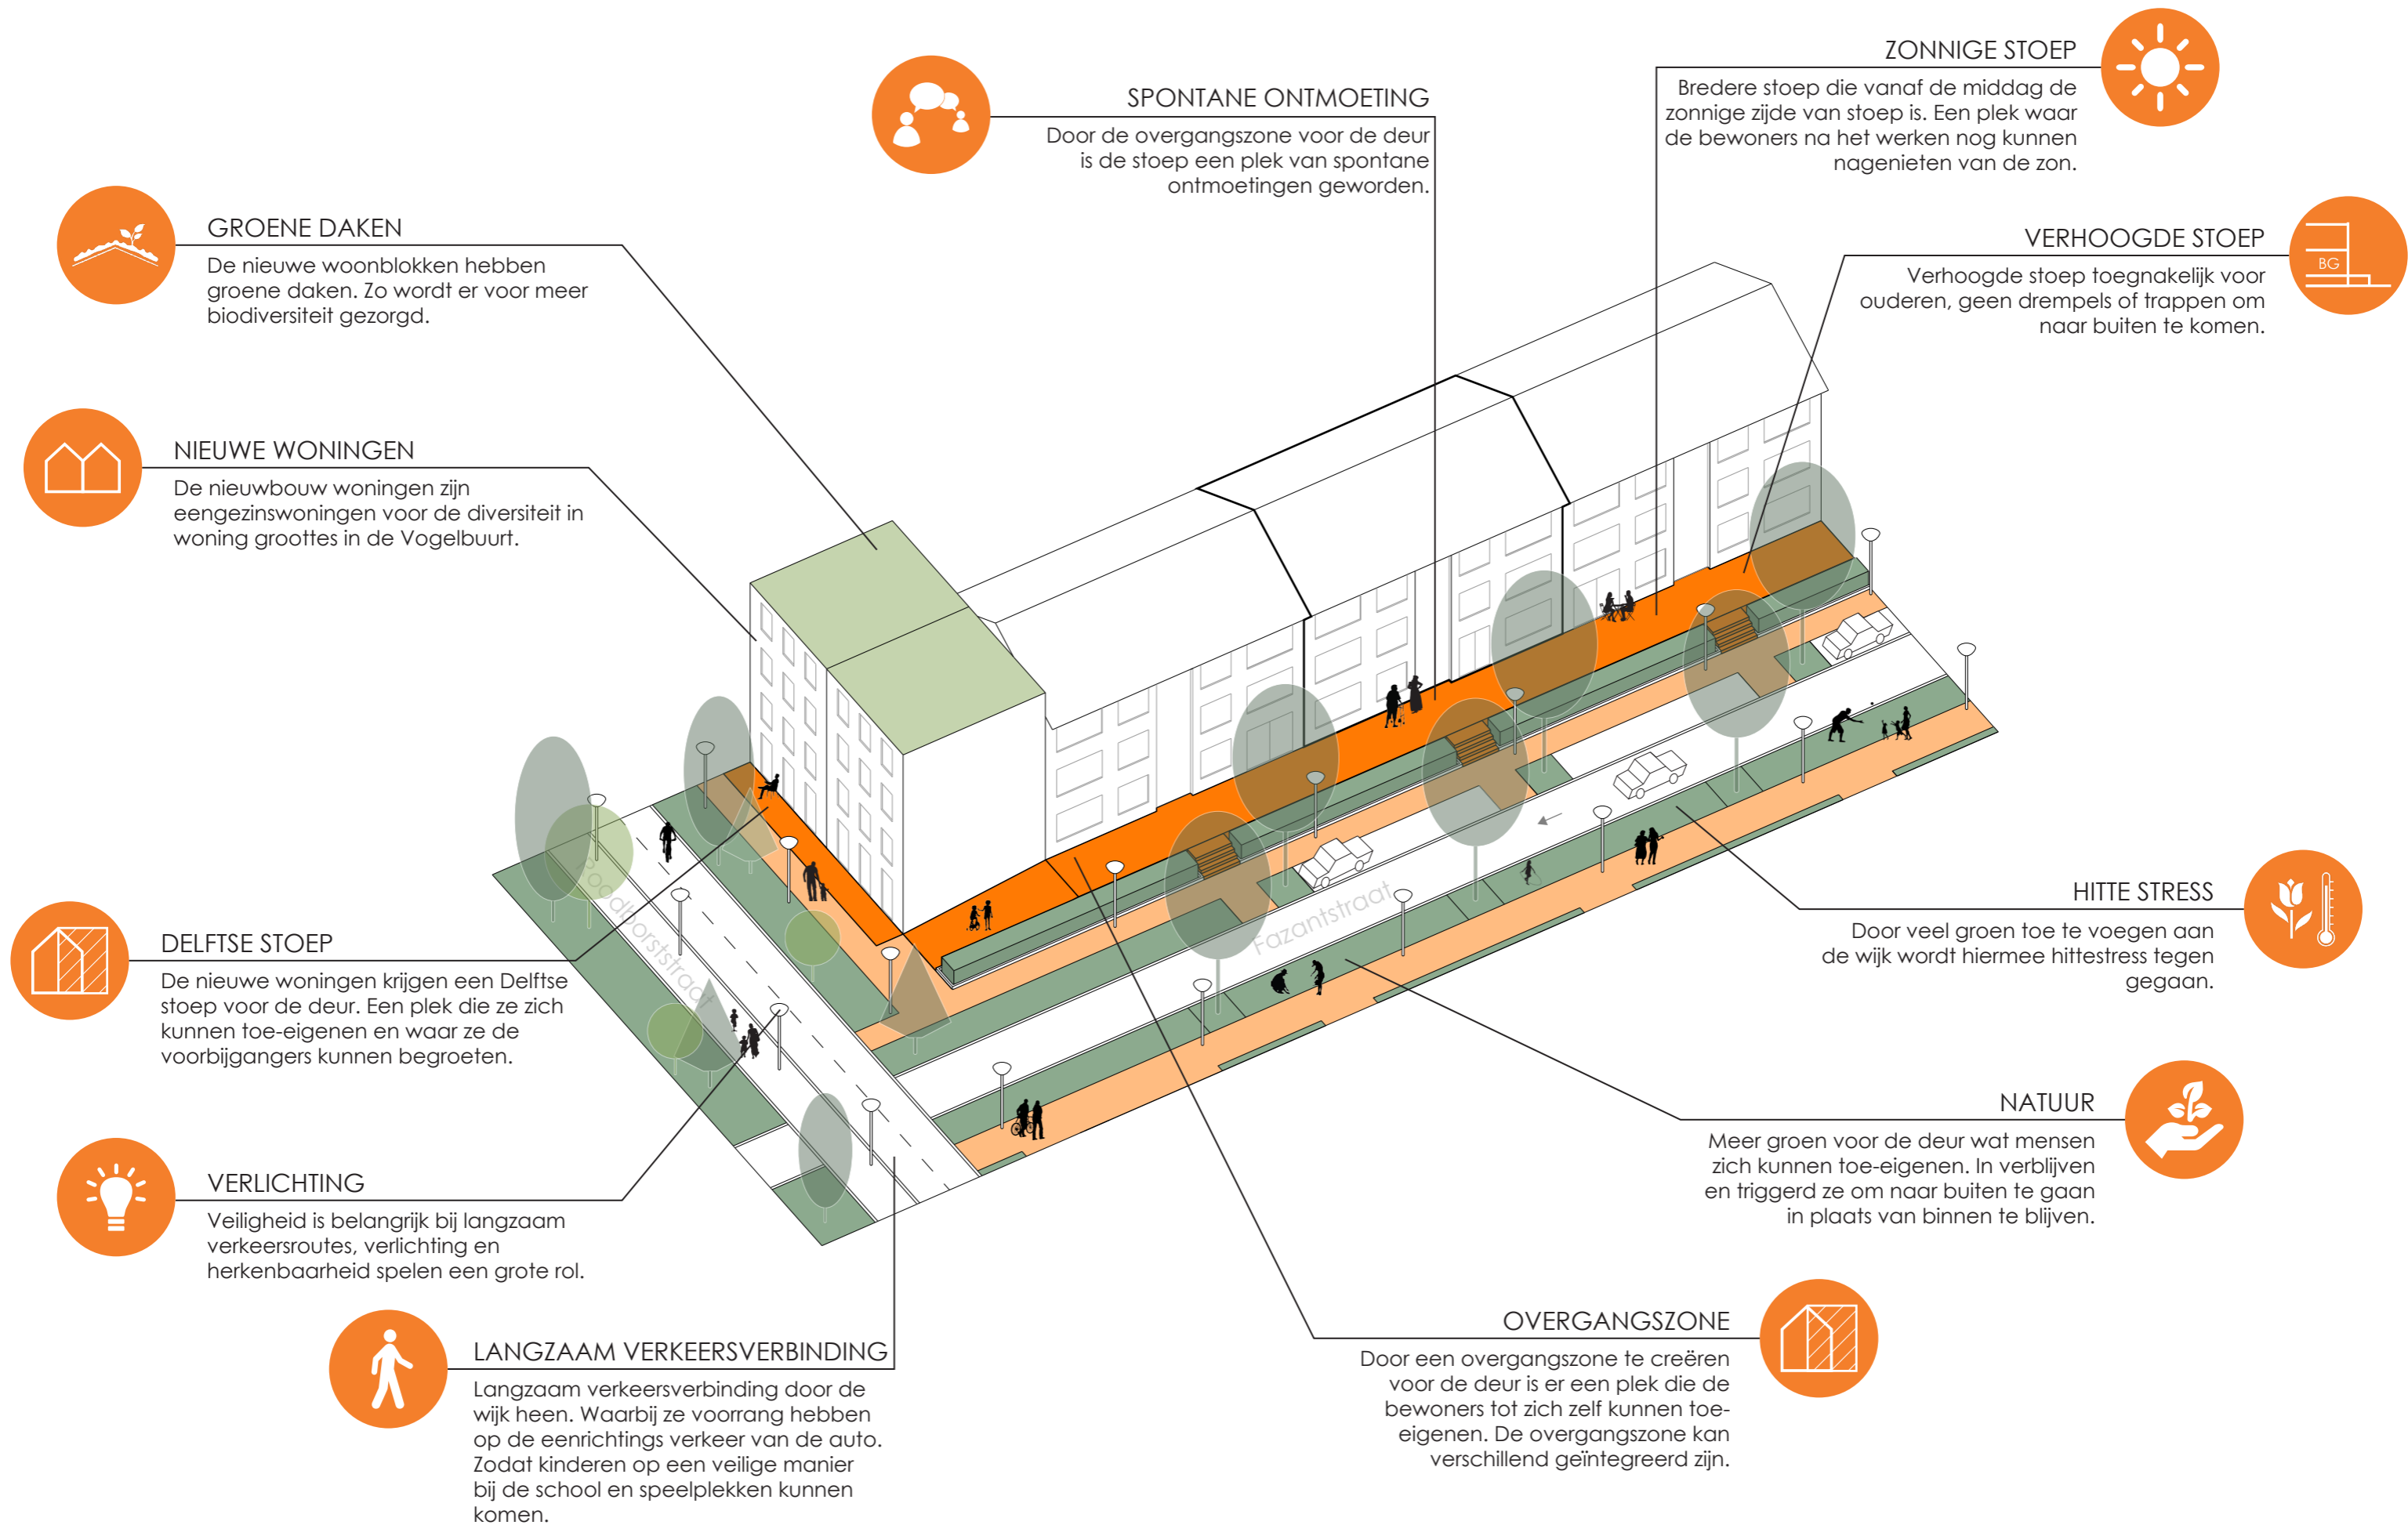 ZONNIGE STOEP
Bredere stoep die vanaf de middag de
zonnige zijde van stoep is. Een plek waar
de bewoners na het werken nog kunnen
nagenieten van de zon.
SPONTANE ONTMOETING
Door de overgangszone voor de deur
is de stoep een plek van spontane
ontmoetingen geworden.
GROENE DAKEN
De nieuwe woonblokken hebben
groene daken. Zo wordt er voor meer
biodiversiteit gezorgd.
VERHOOGDE STOEP
BG
Verhoogde stoep toegnakelijk voor
ouderen, geen drempels of trappen om
naar buiten te komen.
NIEUWE WONINGEN
De nieuwbouw woningen zijn
eengezinswoningen voor de diversiteit in
woning groottes in de Vogelbuurt.
Roodborststraat
Fazantstraat
HITTE STRESS
Door veel groen toe te voegen aan
de wijk wordt hiermee hittestress tegen
gegaan.
DELFTSE STOEP
De nieuwe woningen krijgen een Delftse
stoep voor de deur. Een plek die ze zich
kunnen toe-eigenen en waar ze de
voorbijgangers kunnen begroeten.
NATUUR
Meer groen voor de deur wat mensen
zich kunnen toe-eigenen. In verblijven
en triggerd ze om naar buiten te gaan
in plaats van binnen te blijven.
VERLICHTING
Veiligheid is belangrijk bij langzaam
verkeersroutes, verlichting en
herkenbaarheid spelen een grote rol.
OVERGANGSZONE
Door een overgangszone te creëren
voor de deur is er een plek die de
bewoners tot zich zelf kunnen toe-
eigenen. De overgangszone kan
verschillend geïntegreerd zijn.
LANGZAAM VERKEERSVERBINDING
Langzaam verkeersverbinding door de
wijk heen. Waarbij ze voorrang hebben
op de eenrichtings verkeer van de auto.
Zodat kinderen op een veilige manier
bij de school en speelplekken kunnen
komen.